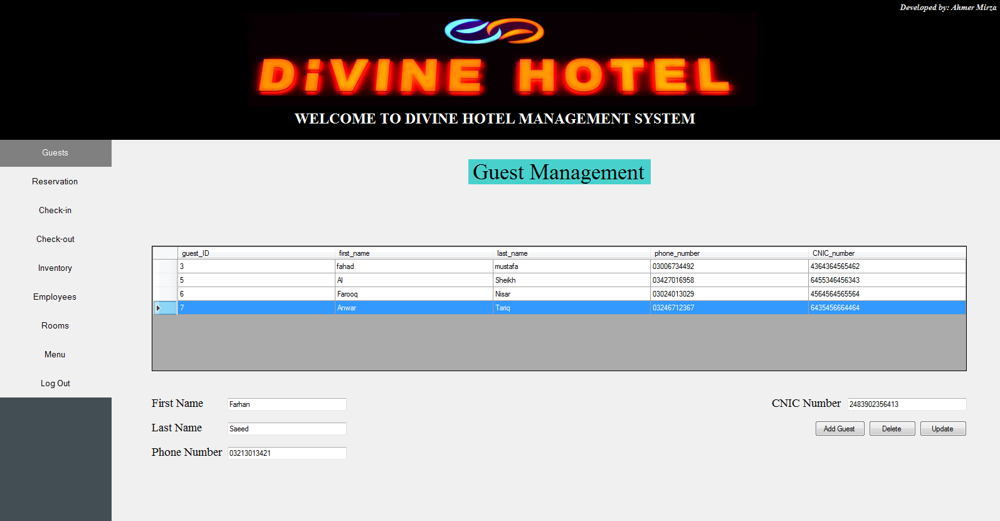 Developed by: Ahmer Mirza
DiVINE HOTEL
WELCOME TO DIVINE HOTEL MANAGEMENT SYSTEM
Guests
Reservation
Check-in
Check-out
Inventory
Employees
Rooms
Menu
Log Out
Guest Management
guest_ID first_name last_name phone_number CNIC_number
3 fahad mustafa 03006734492 4364364565462
5 Al Sheikh 03427016958 6455346456343
6 Farooq Nisar 03024013029 4564564565564
7 Anwar Tariq 03246712367 6435456664464
First Name Farhan
Last Name Saeed
Phone Number 03213013421
CNIC Number 2483902356413
Add Guest Delete Update